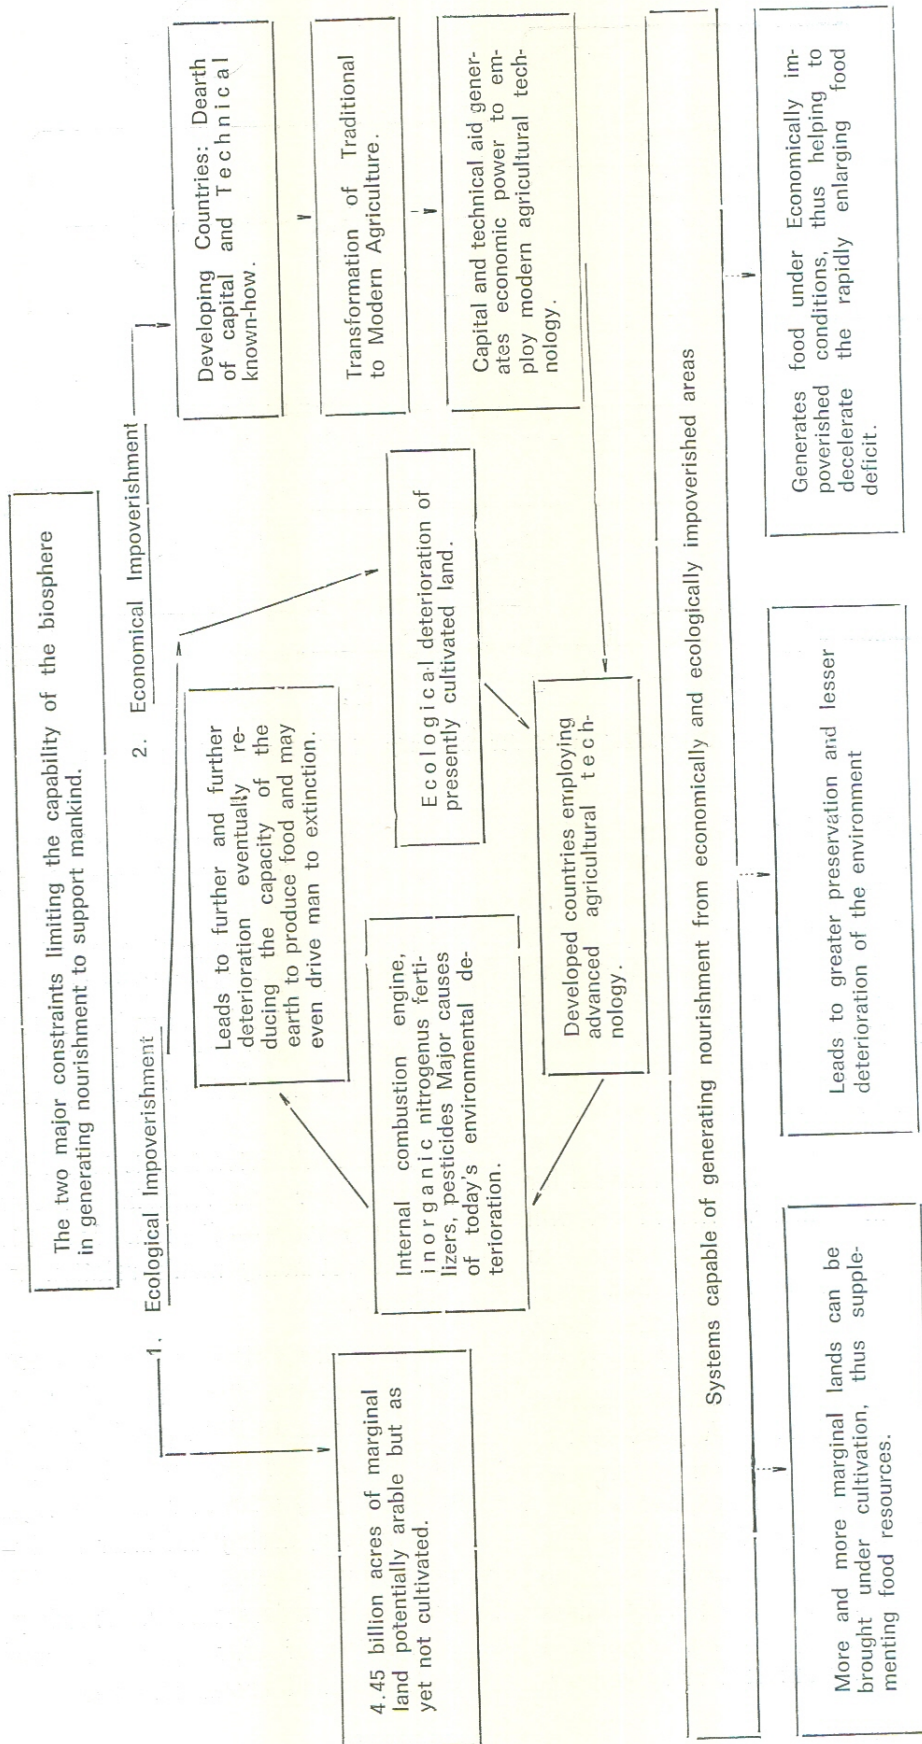 The two major constraints limiting the capability of the biosphere
in generating nourishment to support mankind.
1. Ecological Impoverishment
2. Economical Impoverishment
4.45 billion acres of marginal
land potentially arable but as
yet not cultivated.
Leads to further and further
deterioration eventually re-
ducing the capacity of the
earth to produce food and may
even drive man to extinction.
Internal combustion engine,
inorganic nitrogenus ferti-
lizers, pesticides Major causes
of today's environmental de-
terioration.
Ecological deterioration of
presently cultivated land.
Developed countries employing
advanced agricultural tech-
nology.
Developing Countries: Dearth
of capital and Technical
known-how.
Transformation of Traditional
to Modern Agriculture.
Capital and technical aid gener-
ates economic power to em-
ploy modern agricultural tech-
nology.
Systems capable of generating nourishment from economically and ecologically impoverished areas
More and more marginal lands can be
brought under cultivation, thus supple-
menting food resources.
Leads to greater preservation and lesser
deterioration of the environment
Generates food under Economically im-
poverished conditions, thus helping to
decelerate the rapidly enlarging food
deficit.